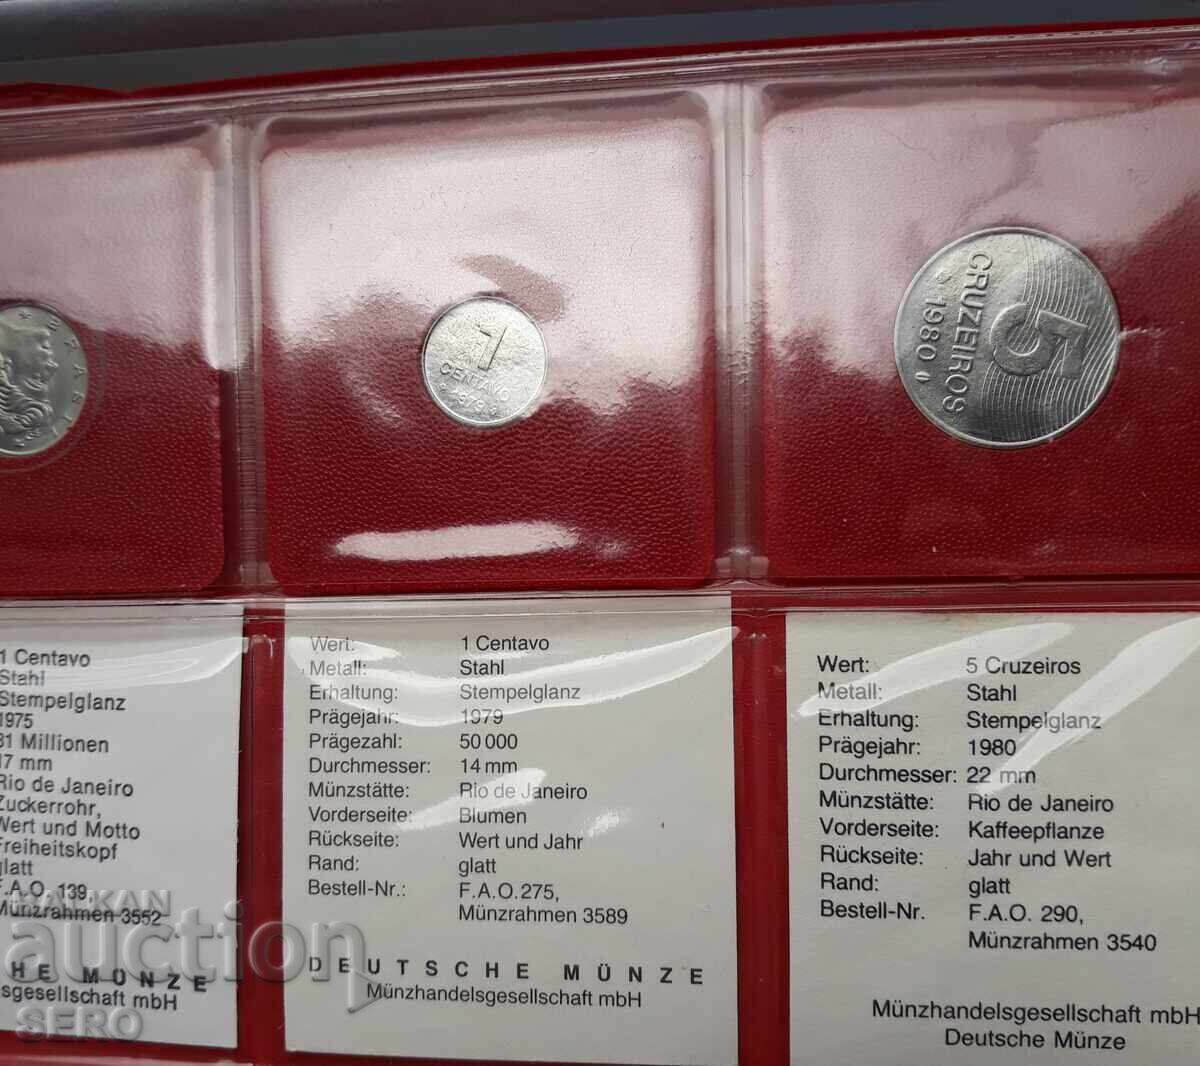 BRASIL
1
CENTAVO
1979
5
CRUZEIROS
1980
1 Centavo
Stahl
Stempelglanz
1975
31 Millionen
17 mm
Rio de Janeiro
Zuckerrohr,
Wert und Motto
Freiheitskopf
glatt
F.A.O. 139,
Münzrahmen 3552
HE MÜNZE
sgesellschaft mbH
Wert: 1 Centavo
Metall: Stahl
Erhaltung: Stempelglanz
Prägejahr: 1979
Prägezahl: 50 000
Durchmesser: 14 mm
Münzstätte: Rio de Janeiro
Vorderseite: Blumen
Rückseite: Wert und Jahr
Rand: glatt
Bestell-Nr.: F.A.O.275,
Münzrahmen 3589
DEUTSCHE MÜNZE
Münzhandelsgesellschaft mbH
Wert: 5 Cruzeiros
Metall: Stahl
Erhaltung: Stempelglanz
Prägejahr: 1980
Durchmesser: 22 mm
Münzstätte: Rio de Janeiro
Vorderseite: Kaffeepflanze
Rückseite: Jahr und Wert
Rand: glatt
Bestell-Nr. F.A.O. 290,
Münzrahmen 3540
Münzhandelsgesellschaft mbH
Deutsche Münze
BALKAN
auction
SERO